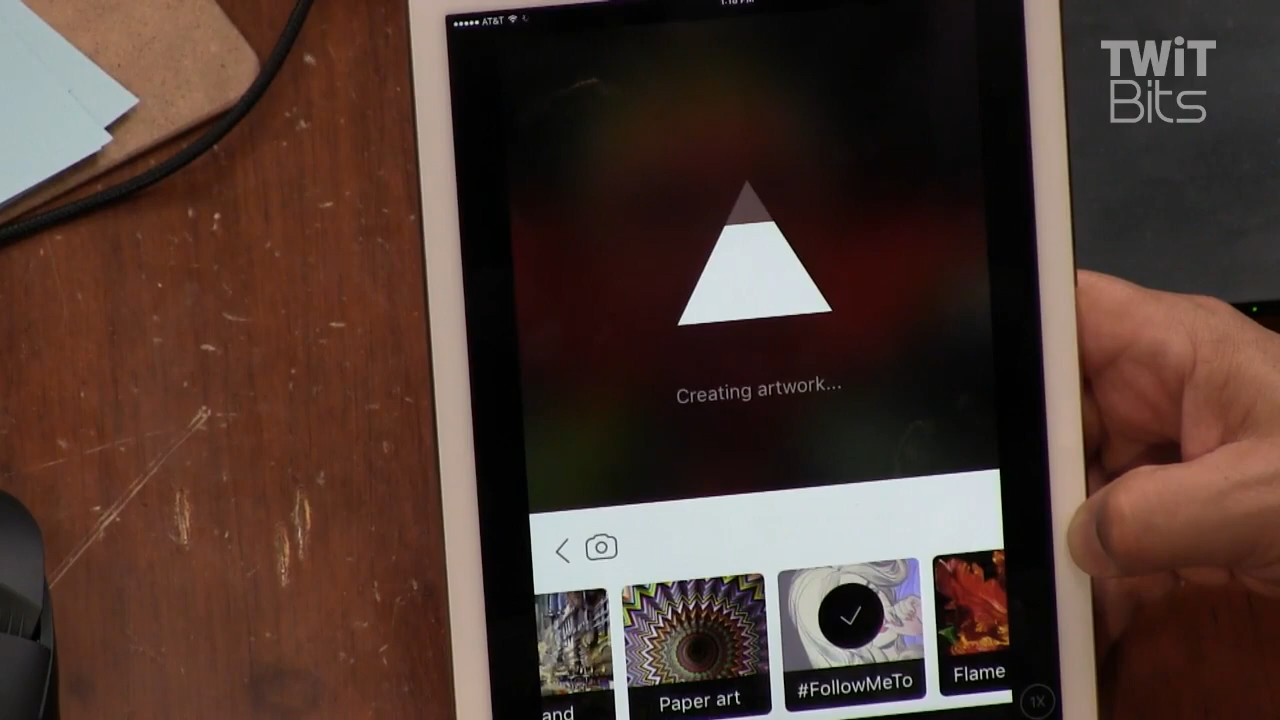 AT&T
TWiT
Bits
Creating artwork...
and
Paper art
#FollowMeTo
Flame
1X